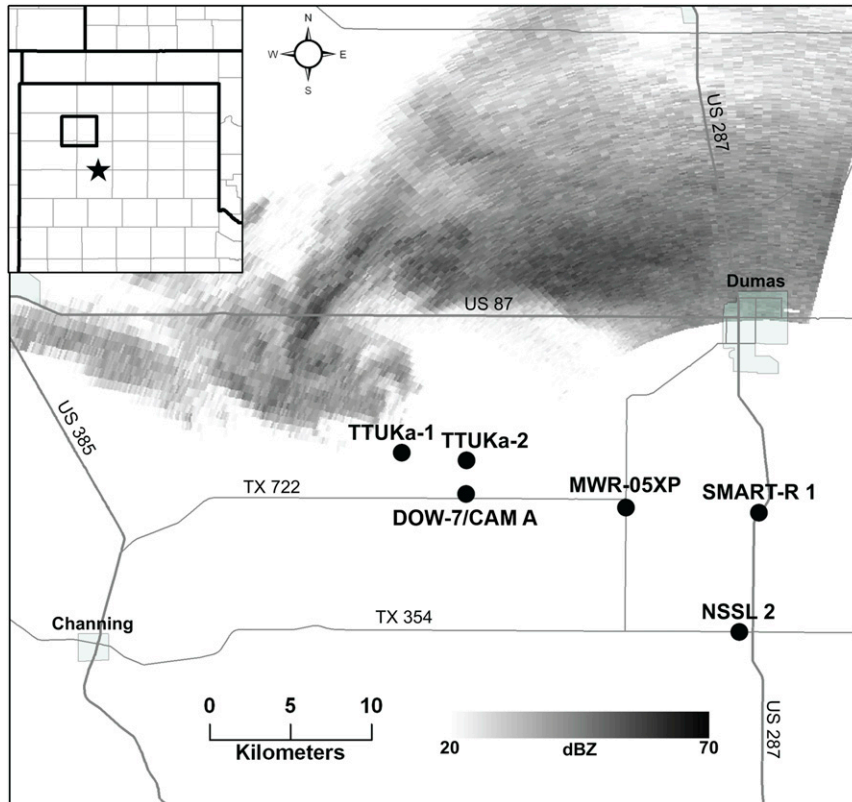 N
W E
S
US 287
Dumas
US 87
US 385
TTUKa-1
TTUKa-2
TX 722
DOW-7/CAM A
MWR-05XP
SMART-R 1
Channing
TX 354
NSSL 2
0 5 10
Kilometers
20 70
dBZ
US 287